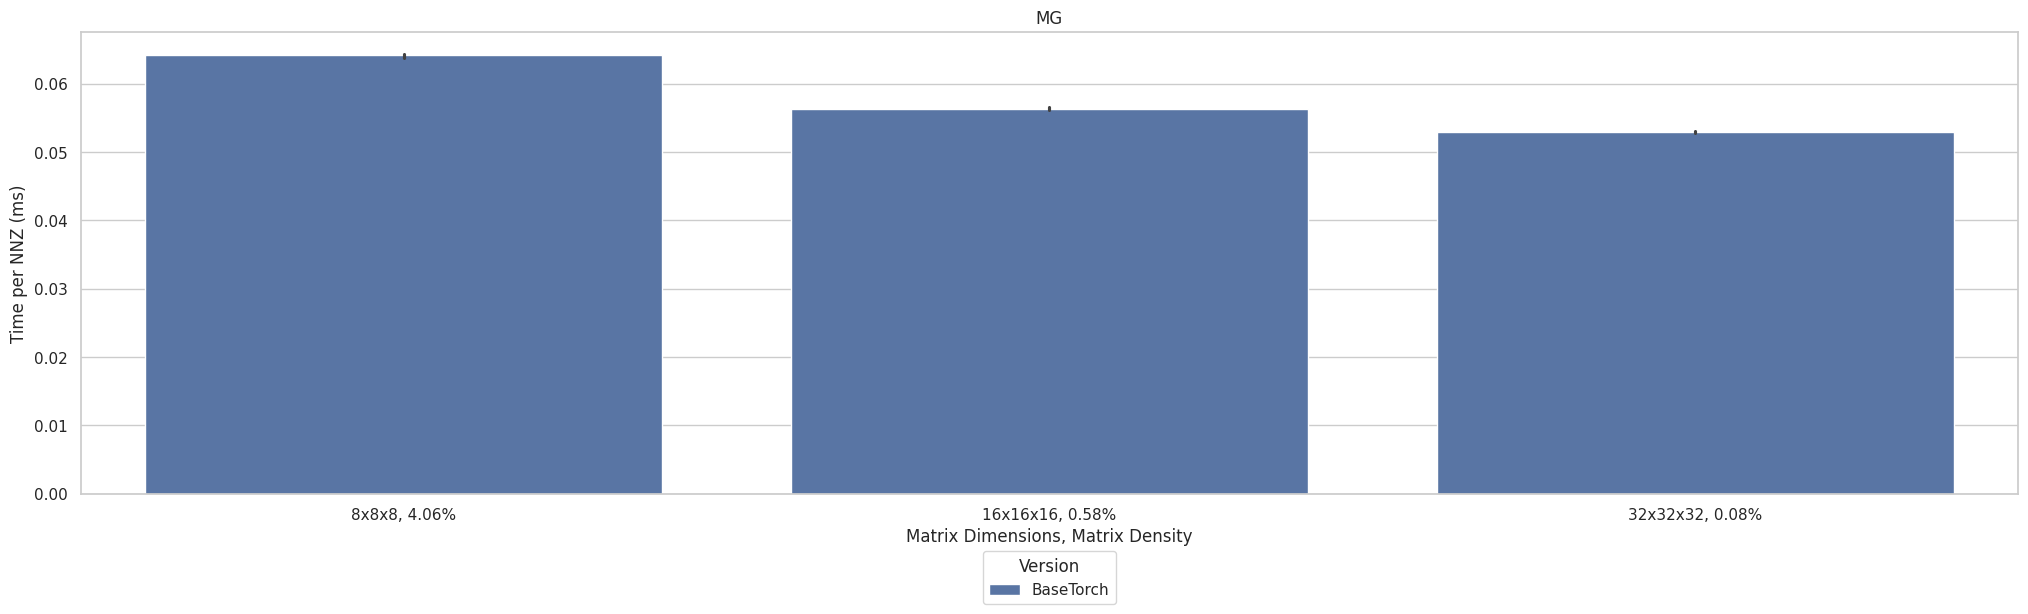 MG
Time per NNZ (ms)
0.06
0.05
0.04
0.03
0.02
0.01
0.00
8x8x8, 4.06%
16x16x16, 0.58%
32x32x32, 0.08%
Matrix Dimensions, Matrix Density
Version
BaseTorch